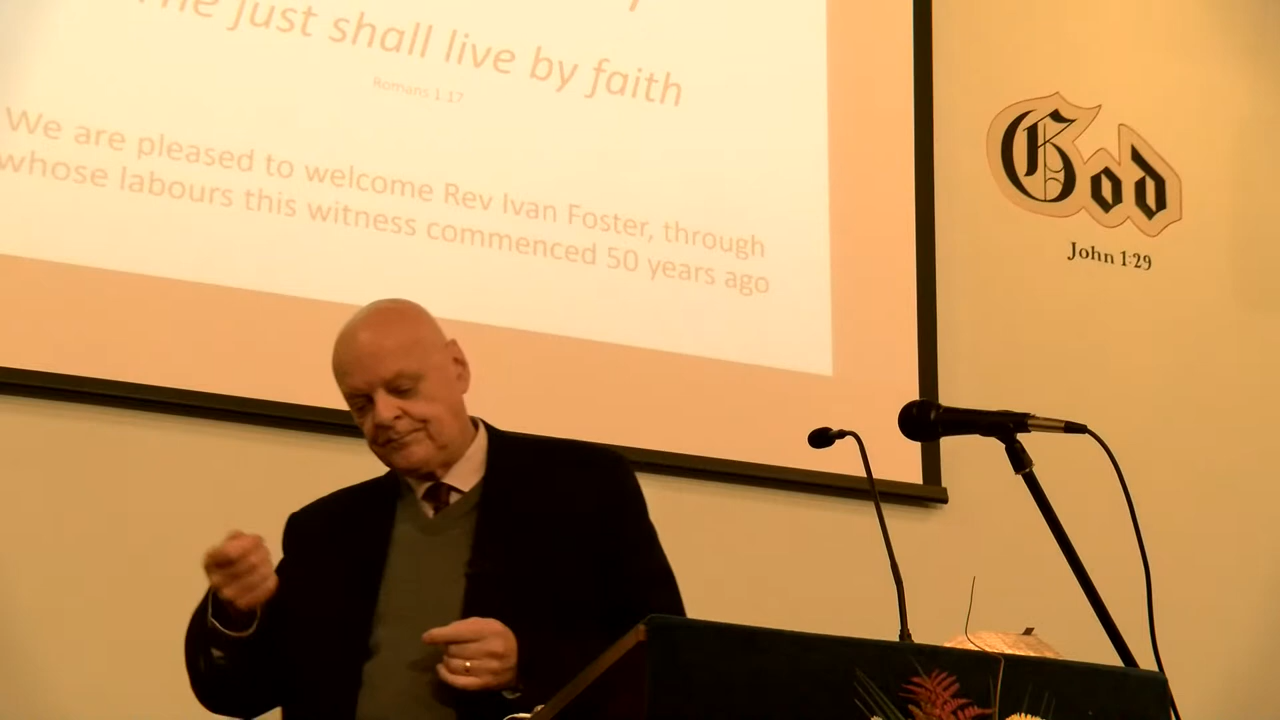 The just shall live by faith
Romans 1.17
We are pleased to welcome Rev Ivan Foster, through
whose labours this witness commenced 50 years ago
God
John 1:29